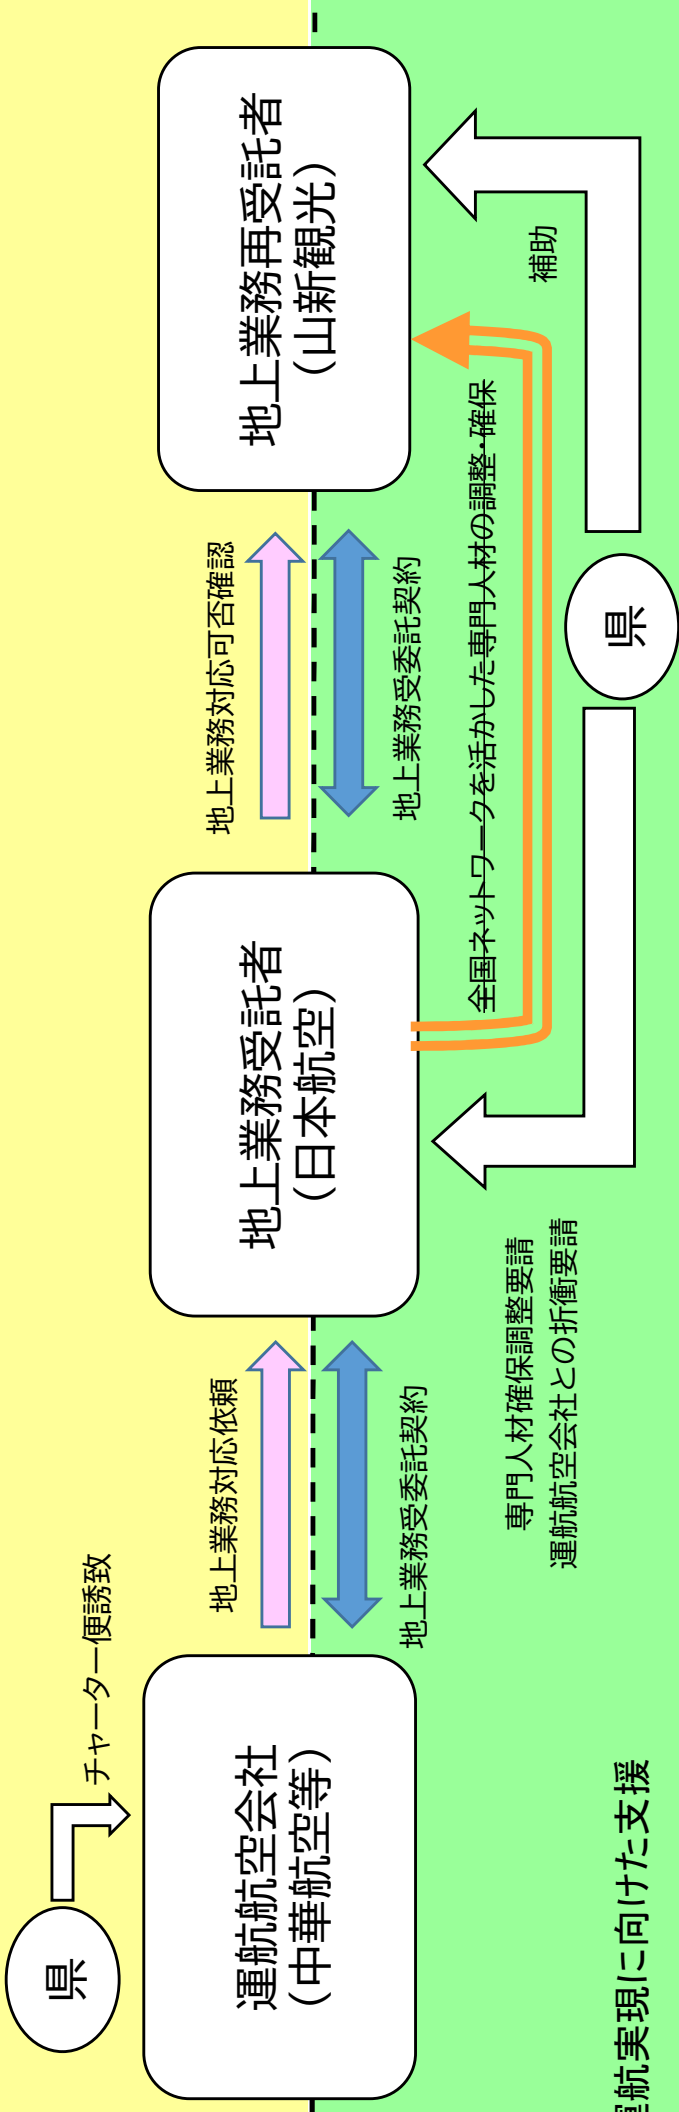 県
チャーター便誘致
運航航空会社
(中華航空等)
地上業務対応依頼
地上業務受委託契約
地上業務受託者
(日本航空)
地上業務対応可否確認
地上業務受委託契約
地上業務再受託者
(山新観光)
全国ネットワークを活かした専門人材の調整・確保
専門人材確保調整要請
運航航空会社との折衝要請
県
補助
運航実現に向けた支援